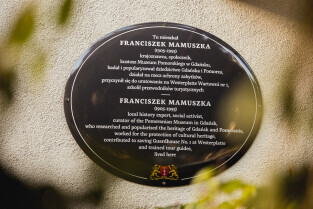 Tu mieszkał
FRANCISZEK MAMUSZKA
(1905-1995)
krajoznawca, społecznik,
kustosz Muzeum Pomorskiego w Gdańsku,
badał i popularyzował dziedzictwo Gdańska i Pomorza,
działał na rzecz ochrony zabytków,
przyczynił się do uratowania na Westerplatte Wartowni nr 1,
szkolił przewodników turystycznych
FRANCISZEK MAMUSZKA
(1905-1995)
local history expert, social activist,
curator of the Pomeranian Museum in Gdańsk,
who researched and popularised the heritage of Gdańsk and Pomerania,
worked for the protection of cultural heritage,
contributed to saving Guardhouse No. 1 at Westerplatte
and trained tour guides,
lived here